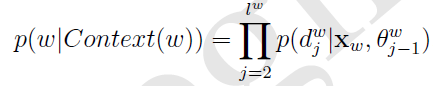 p(w|Context(w)) = ∏_{j=2}^{l^w} p(d_j^w|x_w, θ_{j-1}^w)